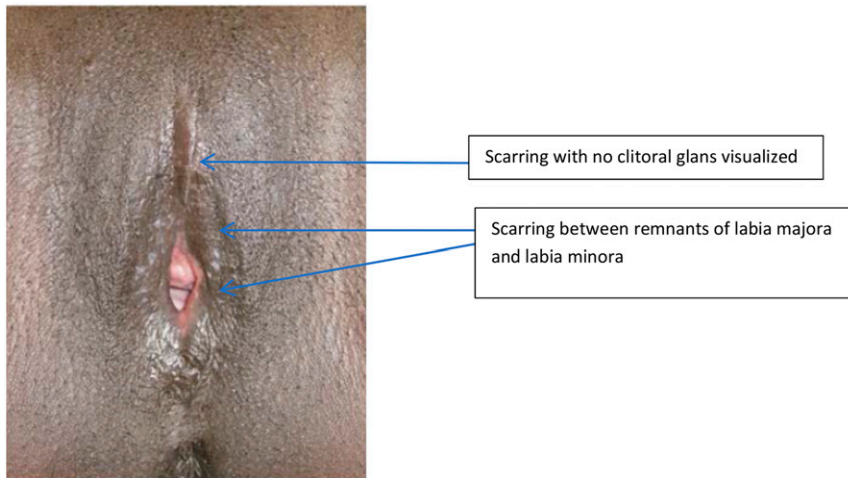 Scarring with no clitoral glans visualized
Scarring between remnants of labia majora
and labia minora